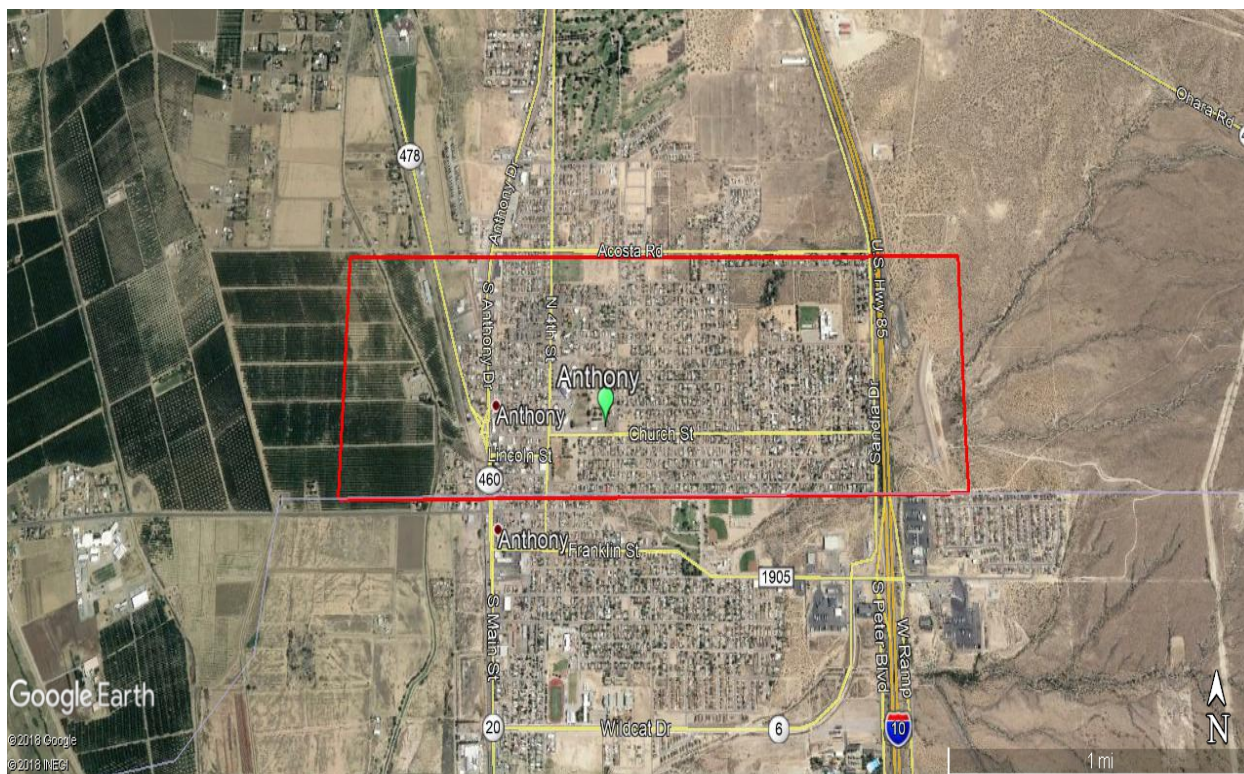 Ohara Rd
478
Anthony Dr
Acosta Rd
U S Hwy 85
S Anthony Dr
N 4th St
Anthony
Anthony
Church St
Lincoln St
Sandia Dr
460
Anthony
Franklin St
1905
S Main St
S Peter Blvd
W Ramp
Google Earth
N
20
Wildcat Dr
6
10
©2018 Google
©2018 INEGI
1 mi